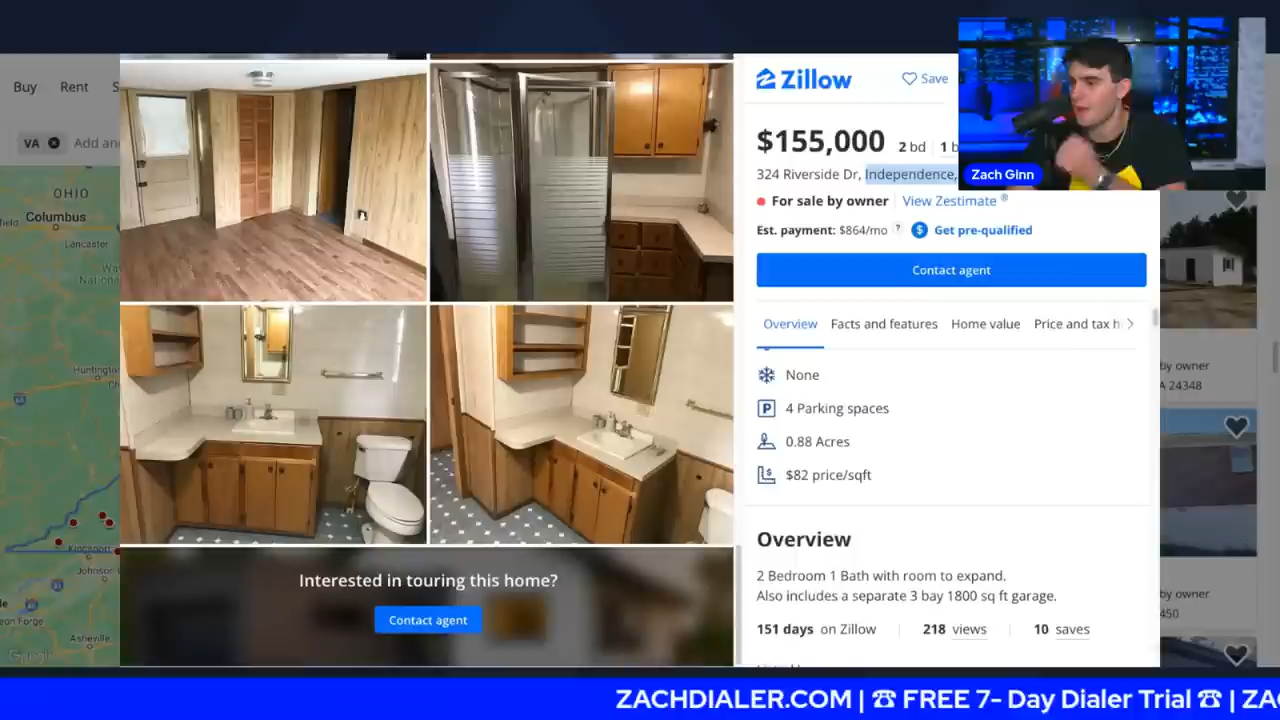 Buy Rent
VA Add an
OHIO
Columbus
Lancaster
Huntington
Kingsport
Johnson
Asheville
Google
Interested in touring this home?
Contact agent
Zillow
Save
$155,000 2 bd 1 b
324 Riverside Dr, Independence,
For sale by owner View Zestimate ®
Est. payment: $864/mo ? $ Get pre-qualified
Contact agent
Overview Facts and features Home value Price and tax h
None
P 4 Parking spaces
0.88 Acres
$82 price/sqft
Overview
2 Bedroom 1 Bath with room to expand.
Also includes a separate 3 bay 1800 sq ft garage.
151 days on Zillow 218 views 10 saves
Zach Ginn
by owner
A 24348
by owner
450
ZACHDIALER.COM | ☎ FREE 7- Day Dialer Trial ☎ | ZA